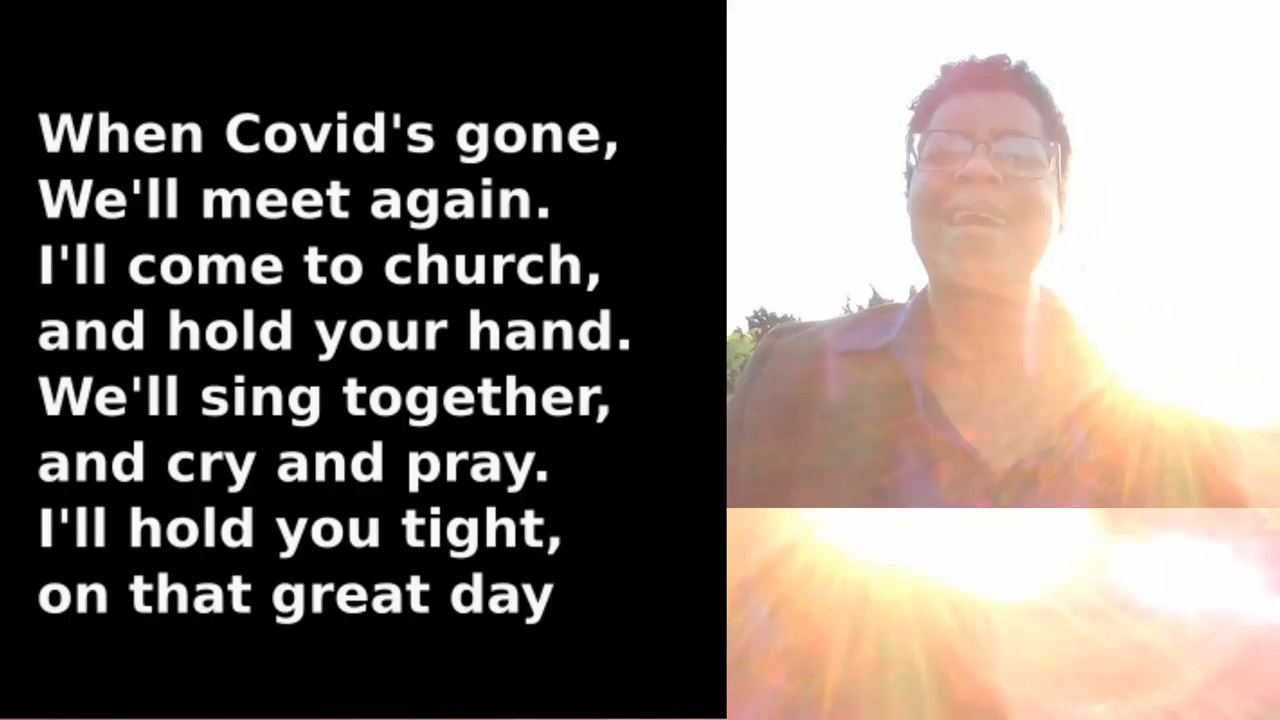 When Covid's gone,
We'll meet again.
I'll come to church,
and hold your hand.
We'll sing together,
and cry and pray.
I'll hold you tight,
on that great day